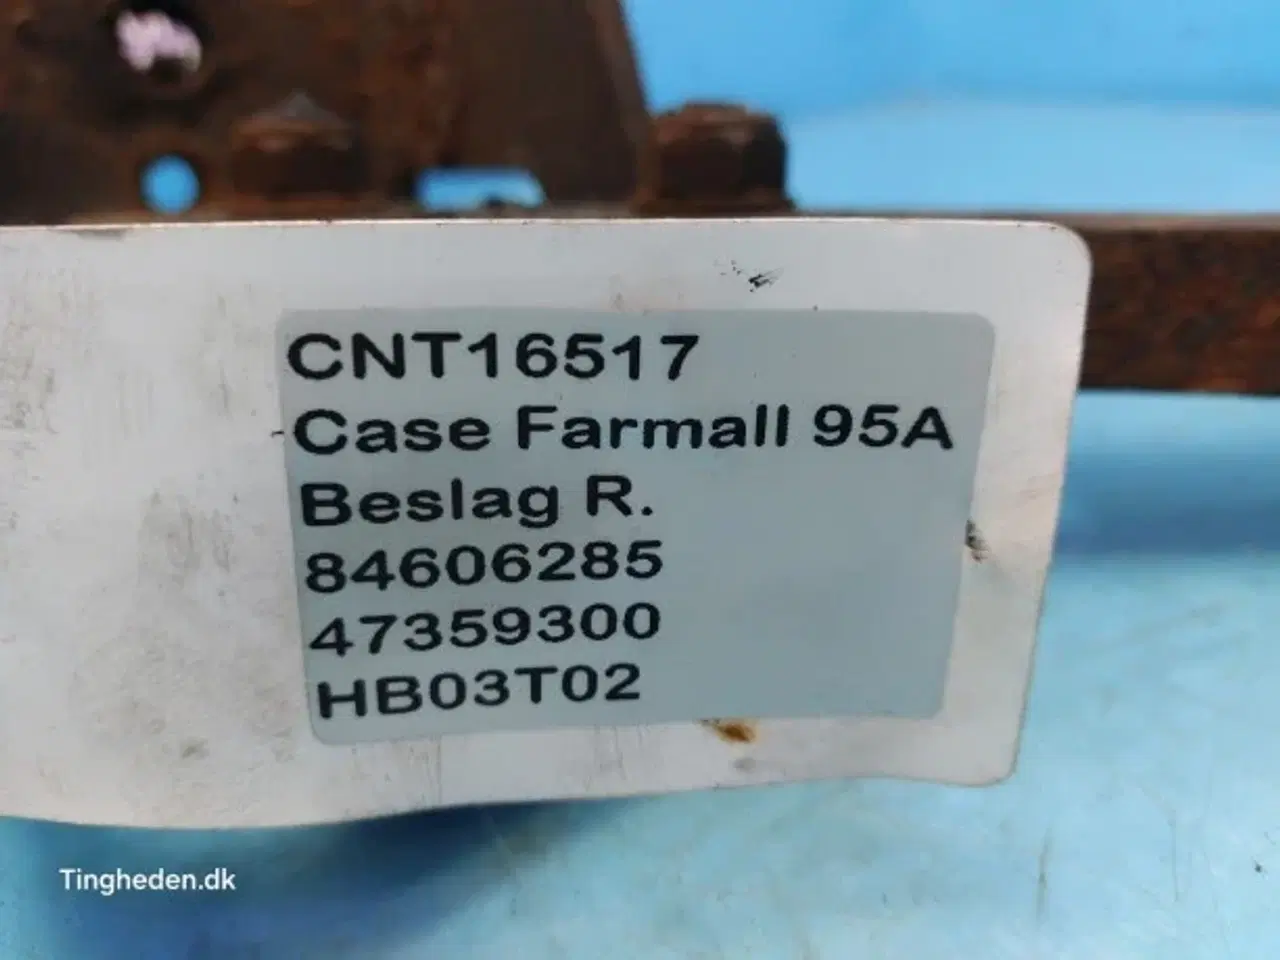 CNT16517
Case Farmall 95A
Beslag R.
84606285
47359300
HB03T02
Tingheden.dk